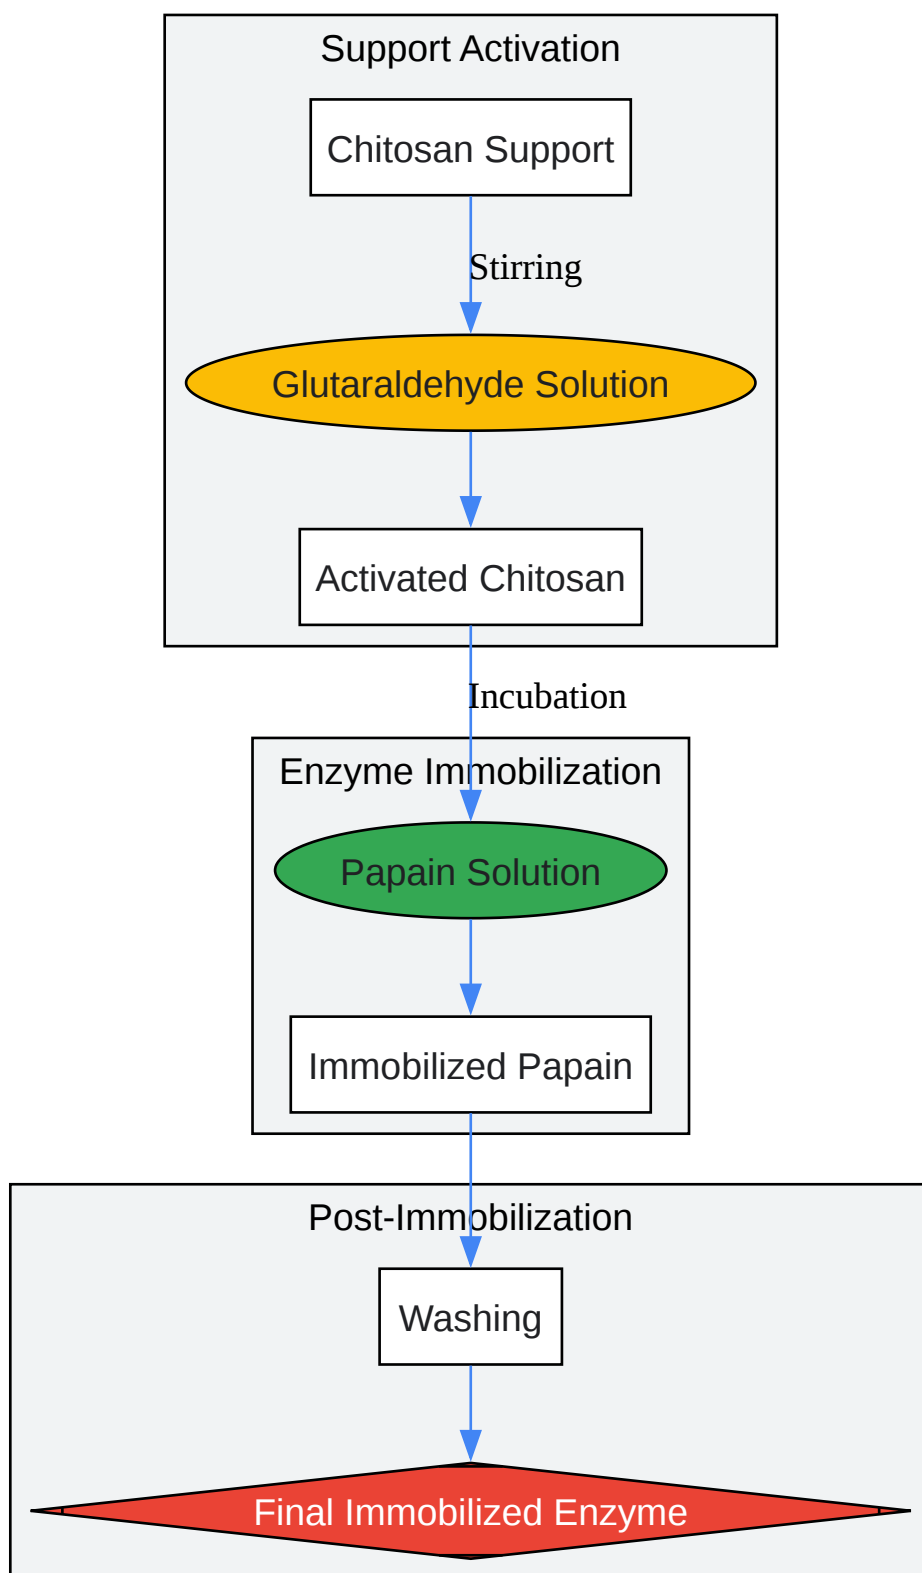 Support Activation
Chitosan Support
Stirring
Glutaraldehyde Solution
Activated Chitosan
Incubation
Enzyme Immobilization
Papain Solution
Immobilized Papain
Post-Immobilization
Washing
Final Immobilized Enzyme